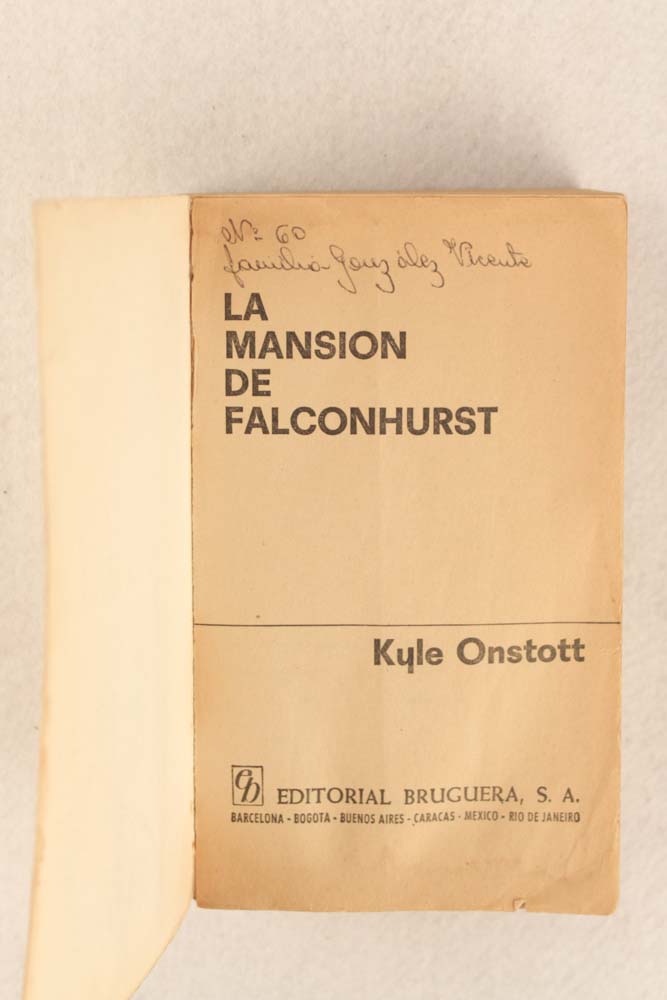 Nº 60
familia González Vicente
LA
MANSION
DE
FALCONHURST
Kyle Onstott
eb EDITORIAL BRUGUERA, S. A.
BARCELONA - BOGOTA - BUENOS AIRES - CARACAS - MEXICO - RIO DE JANEIRO